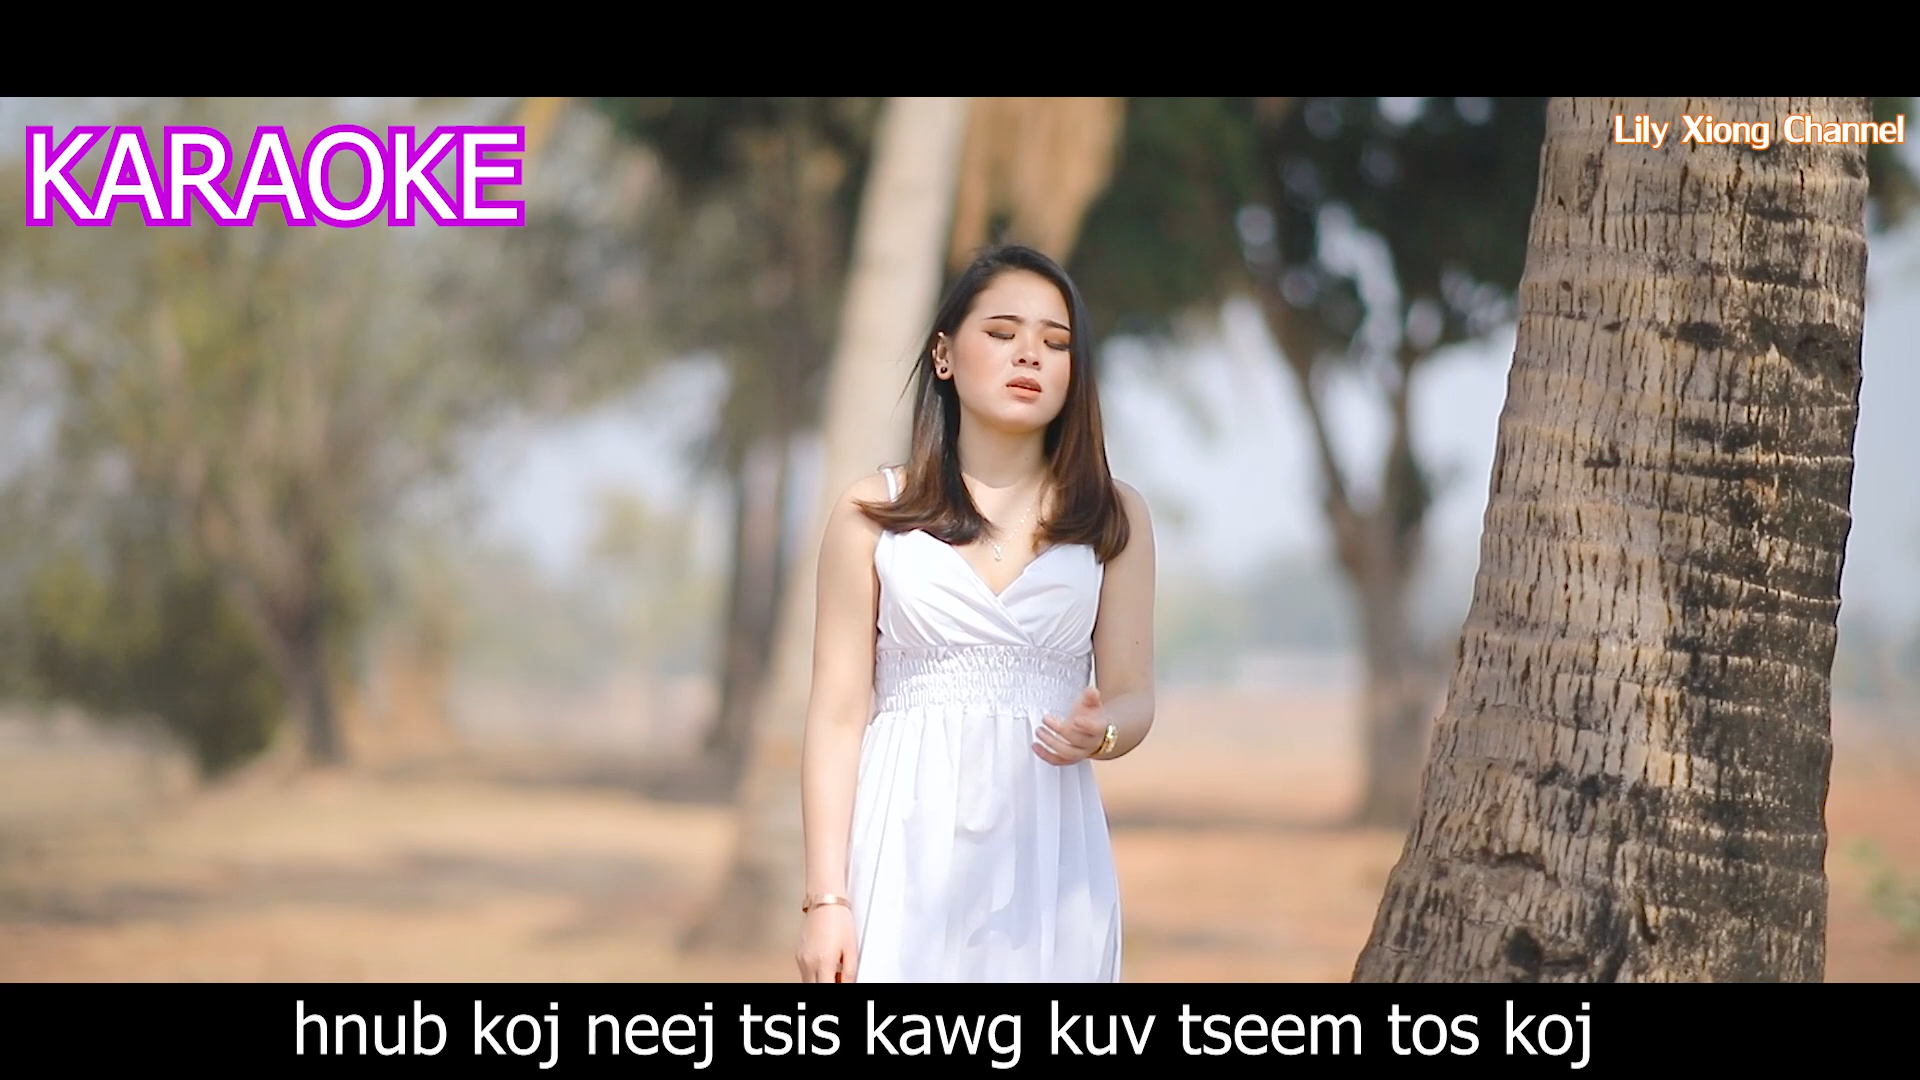 KARAOKE
Lily Xiong Channel
hnub koj neej tsis kawg kuv tseem tos koj